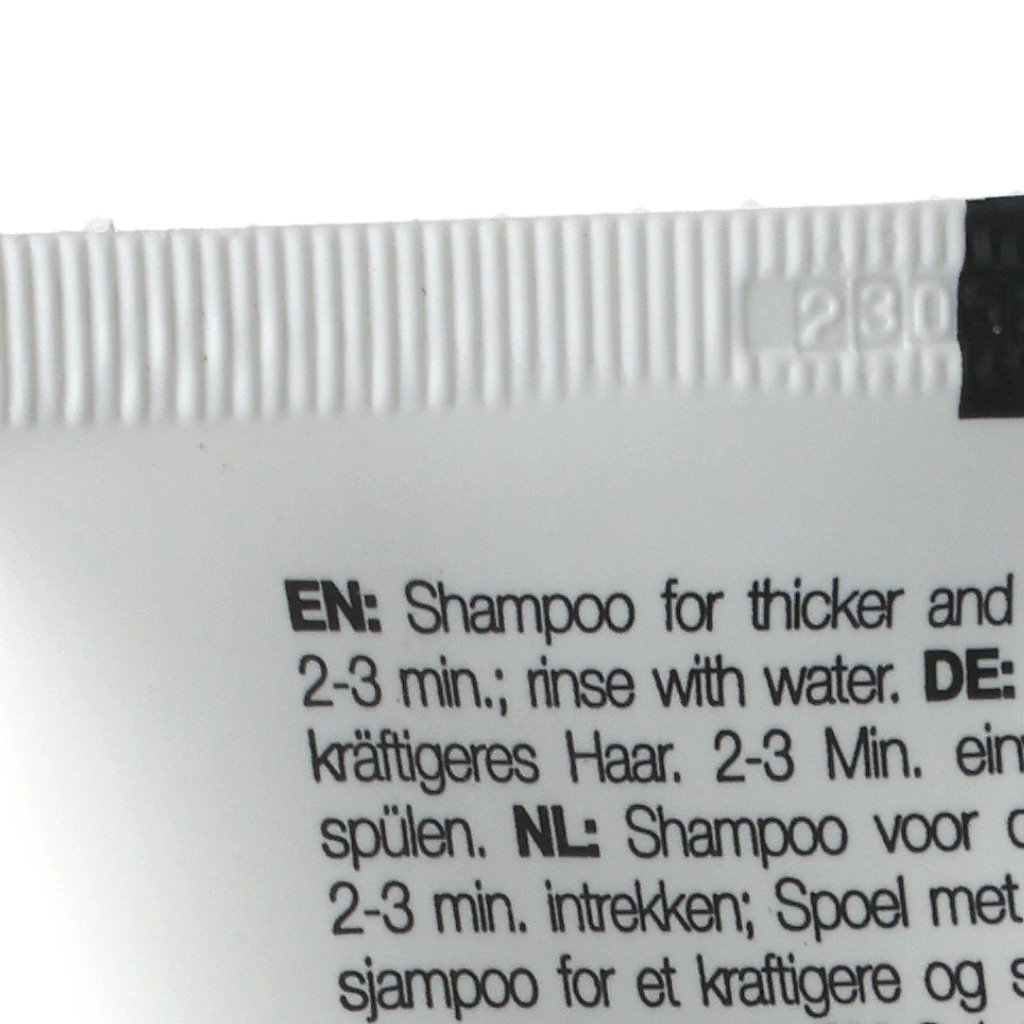 230
EN: Shampoo for thicker and
2-3 min.; rinse with water. DE:
kräftigeres Haar. 2-3 Min.
spülen. NL: Shampoo voor
2-3 min. intrekken; Spoel met
sjampoo for et kraftigere og